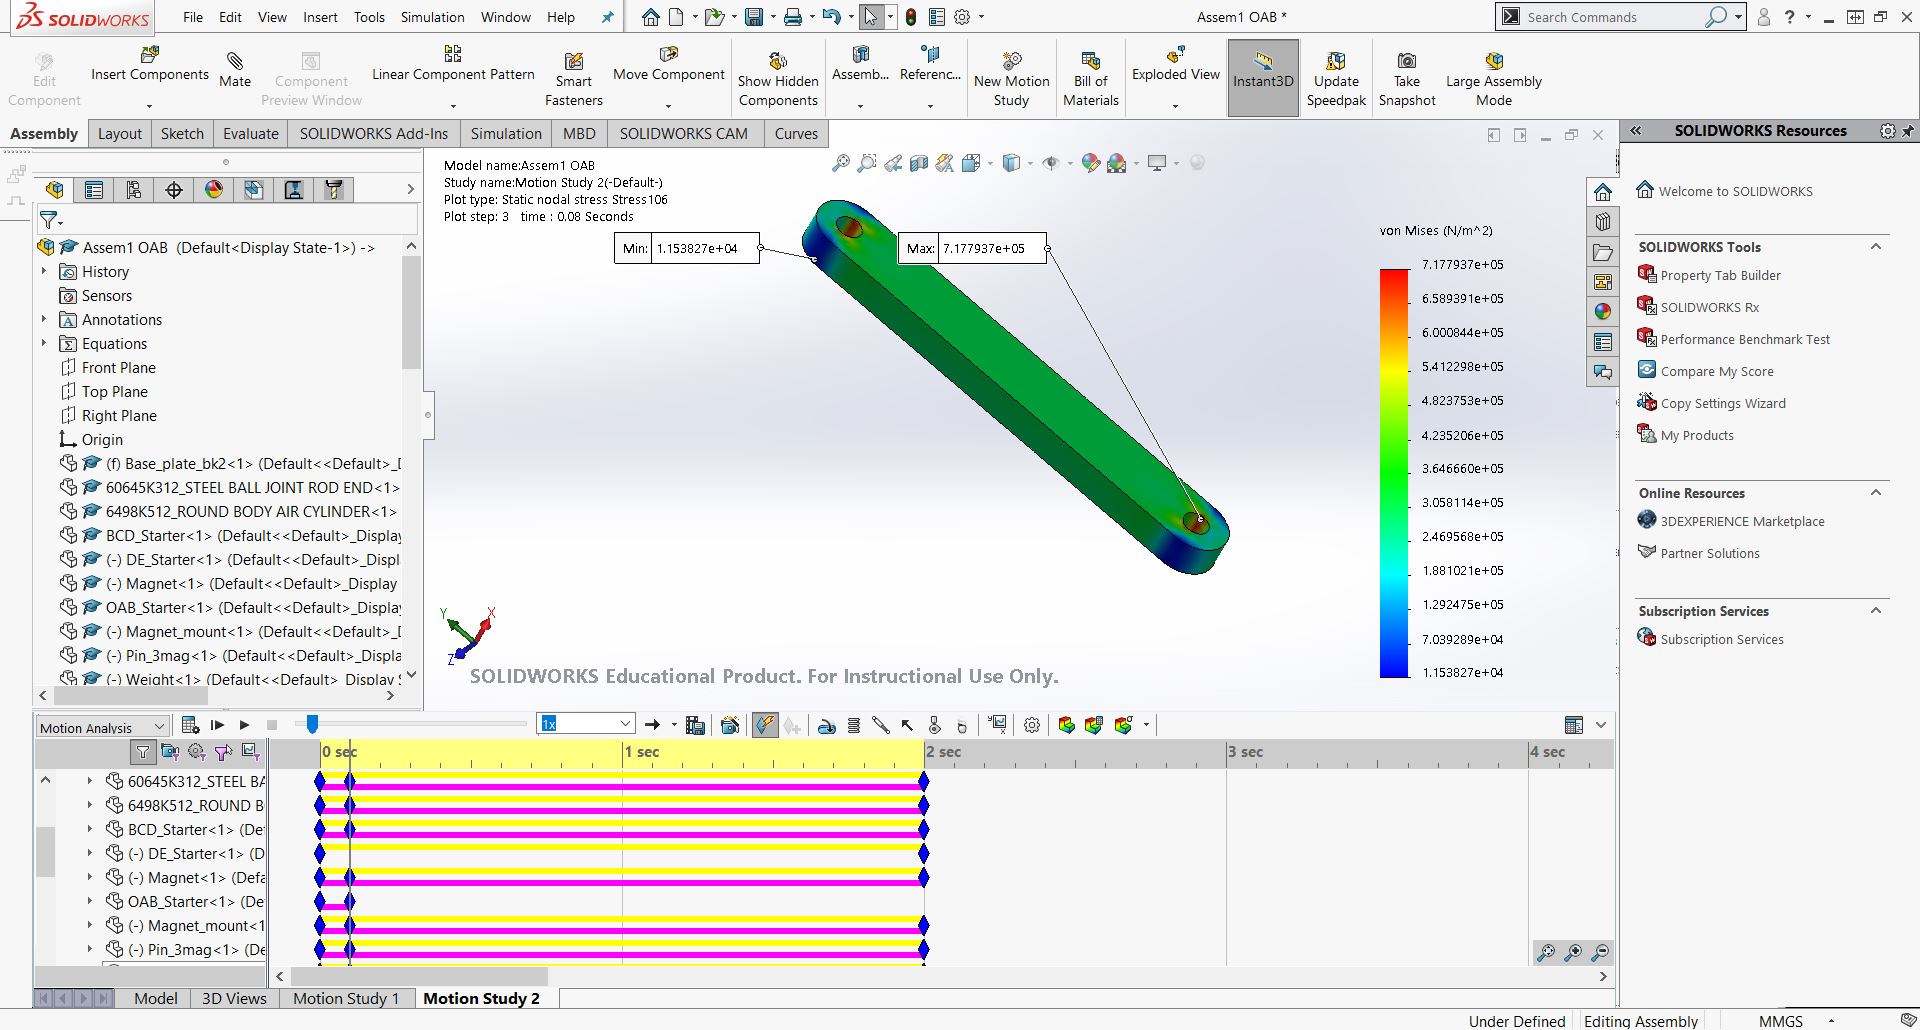 SOLIDWORKS
File Edit View Insert Tools Simulation Window Help
Assem1 OAB *
Search Commands
Edit Component
Insert Components
Mate
Component Preview Window
Linear Component Pattern
Smart Fasteners
Move Component
Show Hidden Components
Assemb...
Referenc...
New Motion Study
Bill of Materials
Exploded View
Instant3D
Update Speedpak
Take Snapshot
Large Assembly Mode
Assembly Layout Sketch Evaluate SOLIDWORKS Add-Ins Simulation MBD SOLIDWORKS CAM Curves
Assem1 OAB (Default<Display State-1>) ->
History
Sensors
Annotations
Equations
Front Plane
Top Plane
Right Plane
Origin
(f) Base_plate_bk2<1> (Default<<Default>_D
60645K312_STEEL BALL JOINT ROD END<1>
6498K512_ROUND BODY AIR CYLINDER<1>
BCD_Starter<1> (Default<<Default>_Display
(-) DE_Starter<1> (Default<<Default>_Displ
(-) Magnet<1> (Default<<Default>_Display
OAB_Starter<1> (Default<<Default>_Display
(-) Magnet_mount<1> (Default<<Default>_D
(-) Pin_3mag<1> (Default<<Default>_Displa
(-) Weight<1> (Default<<Default>_Display S
Model name:Assem1 OAB
Study name:Motion Study 2(-Default-)
Plot type: Static nodal stress Stress106
Plot step: 3 time : 0.08 Seconds
Min: 1.153827e+04
Max: 7.177937e+05
von Mises (N/m^2)
7.177937e+05
6.589391e+05
6.000844e+05
5.412298e+05
4.823753e+05
4.235206e+05
3.646660e+05
3.058114e+05
2.469568e+05
1.881021e+05
1.292475e+05
7.039289e+04
1.153827e+04
Y X Z
SOLIDWORKS Educational Product. For Instructional Use Only.
SOLIDWORKS Resources
Welcome to SOLIDWORKS
SOLIDWORKS Tools
Property Tab Builder
SOLIDWORKS Rx
Performance Benchmark Test
Compare My Score
Copy Settings Wizard
My Products
Online Resources
3DEXPERIENCE Marketplace
Partner Solutions
Subscription Services
Subscription Services
Motion Analysis
1x
0 sec 1 sec 2 sec 3 sec 4 sec
60645K312_STEEL BA
6498K512_ROUND B
BCD_Starter<1> (De
(-) DE_Starter<1> (D
(-) Magnet<1> (Defa
OAB_Starter<1> (De
(-) Magnet_mount<1
(-) Pin_3mag<1> (De
Model 3D Views Motion Study 1 Motion Study 2
Under Defined Editing Assembly MMGS